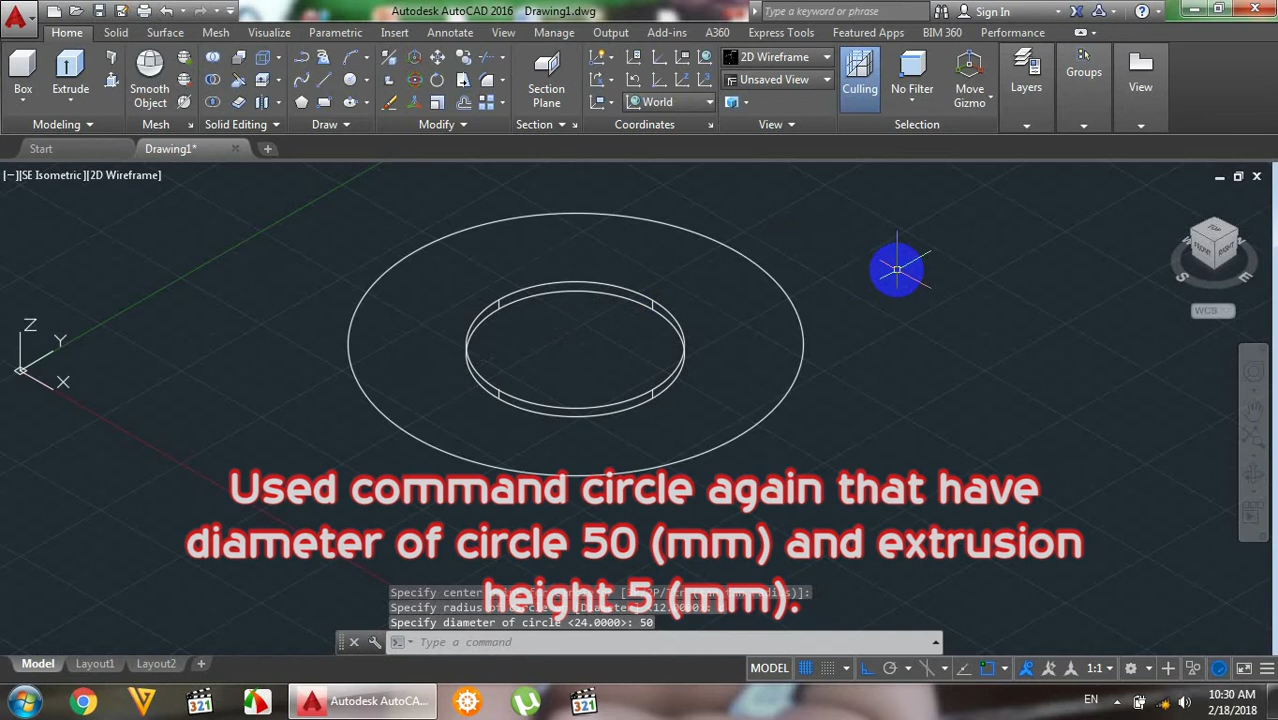 Autodesk AutoCAD 2016 Drawing1.dwg
Type a keyword or phrase
Sign In
Home Solid Surface Mesh Visualize Parametric Insert Annotate View Manage Output Add-ins A360 Express Tools Featured Apps BIM 360 Performance
2D Wireframe
Unsaved View
World
Box Extrude Smooth Object Section Plane Culling No Filter Move Gizmo Layers Groups View
Modeling Mesh Solid Editing Draw Modify Section Coordinates View Selection
Start Drawing1*
[−][SE Isometric][2D Wireframe]
TOP
FRONT RIGHT
W S E
WCS
Z
Y
X
Used command circle again that have
diameter of circle 50 (mm) and extrusion
height 5 (mm).
Specify diameter of circle <24.0000>: 50
Type a command
Model Layout1 Layout2
MODEL 1:1
Autodesk AutoCAD... EN 10:30 AM
2/18/2018